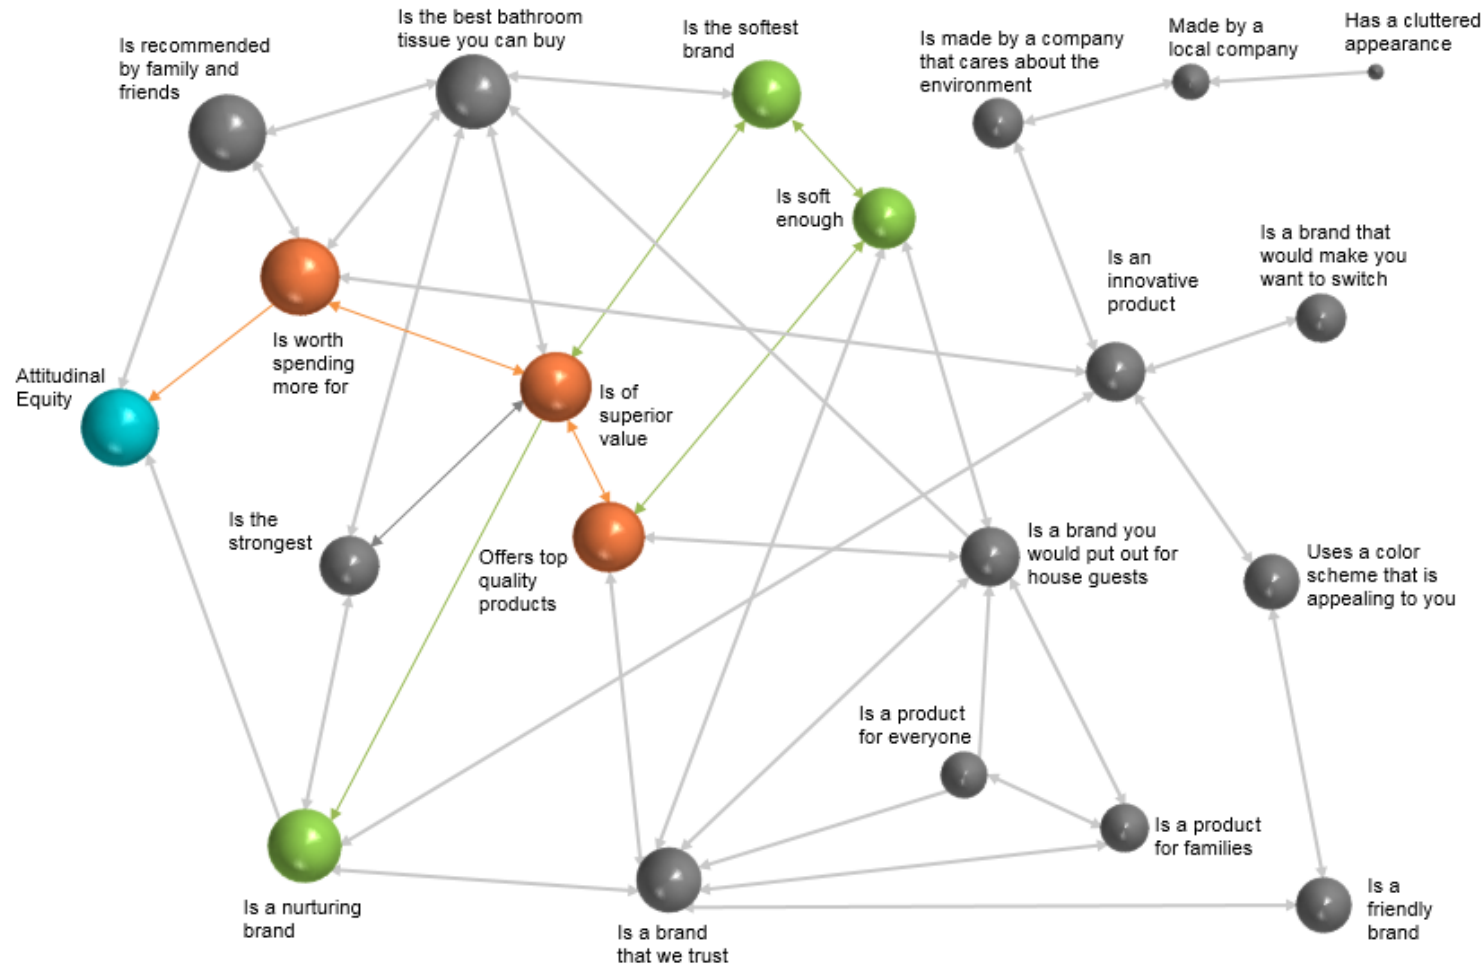 Is the best bathroom
tissue you can buy
Is recommended
by family and
friends
Is the softest
brand
Is made by a company
that cares about the
environment
Made by a
local company
Has a cluttered
appearance
Is soft
enough
Is an
innovative
product
Is a brand that
would make you
want to switch
Is worth
spending
more for
Attitudinal
Equity
Is of
superior
value
Is the
strongest
Offers top
quality
products
Is a brand you
would put out for
house guests
Uses a color
scheme that is
appealing to you
Is a product
for everyone
Is a product
for families
Is a nurturing
brand
Is a brand
that we trust
Is a
friendly
brand